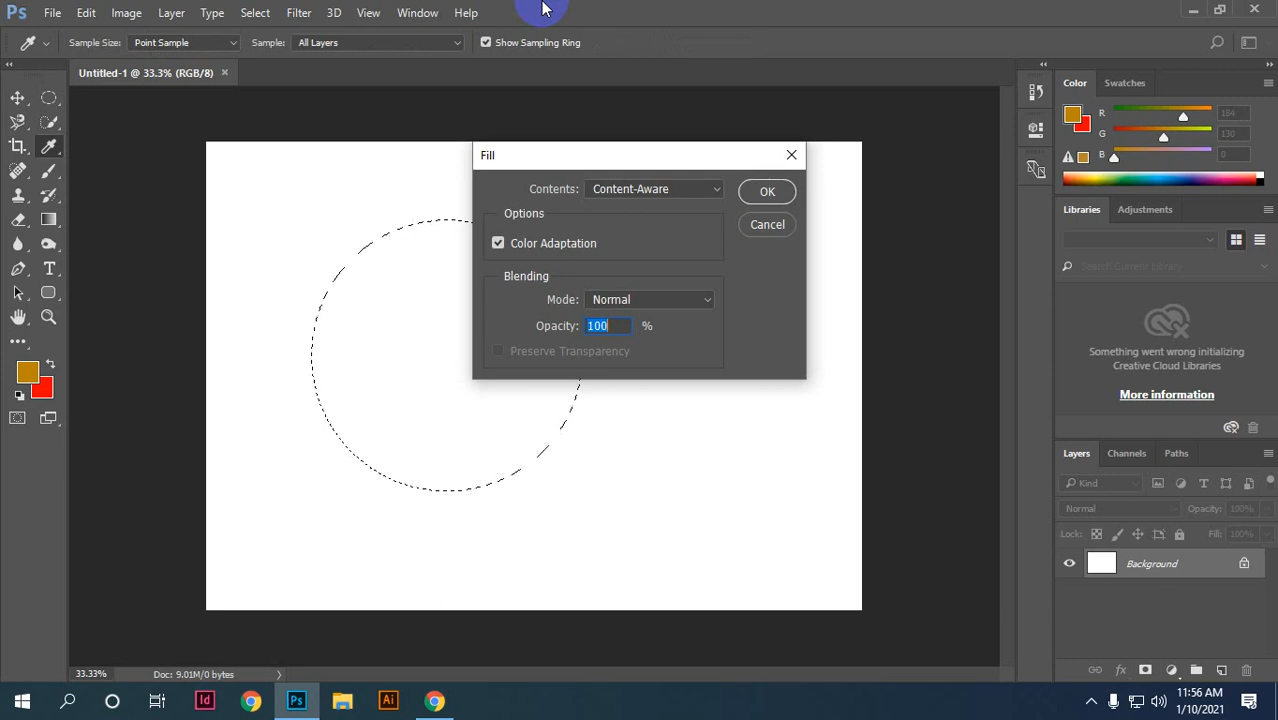 Ps File Edit Image Layer Type Select Filter 3D View Window Help
Sample Size: Point Sample Sample: All Layers Show Sampling Ring
Untitled-1 @ 33.3% (RGB/8) ×
Fill
Contents: Content-Aware
OK
Options
Cancel
Color Adaptation
Blending
Mode: Normal
Opacity: 100 %
Preserve Transparency
Color Swatches
R 184
G 130
B 0
Libraries Adjustments
Search Current Library
Something went wrong initializing
Creative Cloud Libraries
More information
Layers Channels Paths
Kind
Normal Opacity: 100%
Lock: Fill: 100%
Background
33.33% Doc: 9.01M/0 bytes
Id Ps Ai
11:56 AM
1/10/2021